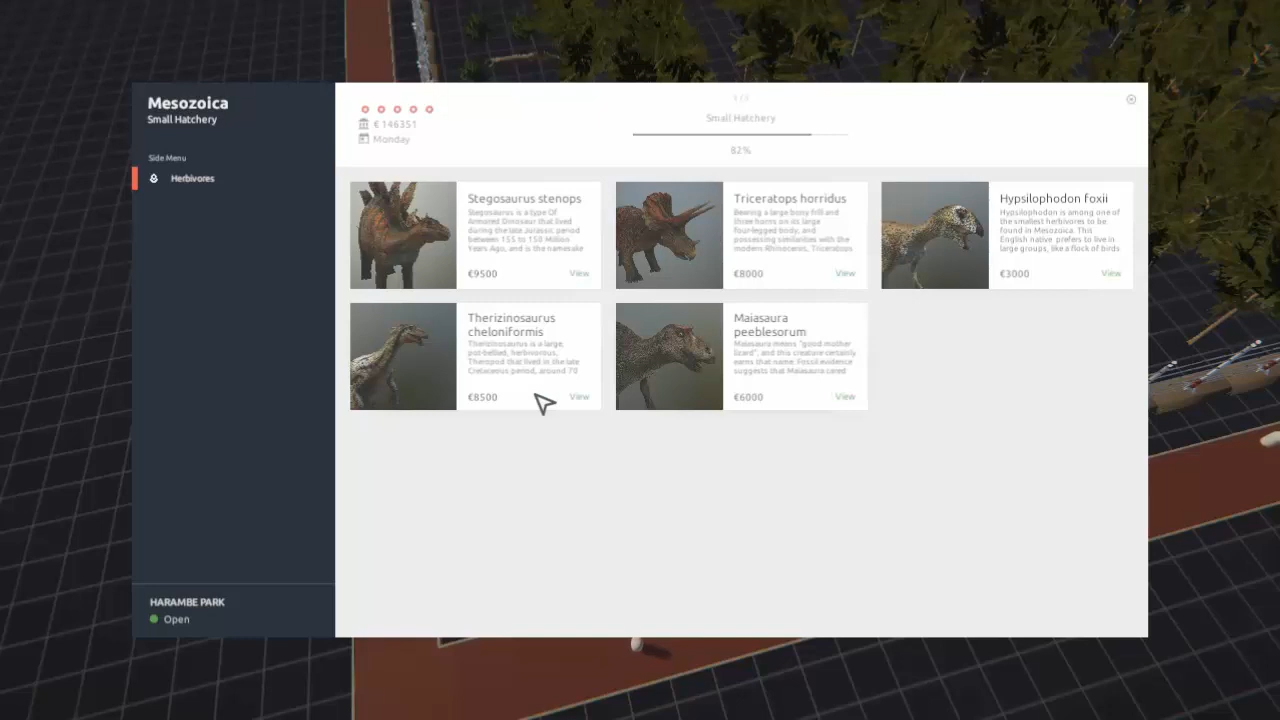 Mesozoica
Small Hatchery
Side Menu
Herbivores
HARAMBE PARK
Open
€ 146351
Monday
Small Hatchery
82%
Stegosaurus stenops
Stegosaurus is a type Of
Armored Dinosaur that lived
during the late Jurassic period
between 155 to 150 Million
Years Ago, and is the namesake
€9500
View
Triceratops horridus
Bearing a large bony frill and
three horns on its large
four-legged body, and
possessing similarities with the
modern Rhinoceros, Triceratops
€8000
View
Hypsilophodon foxii
Hypsilophodon is among one of
the smallest herbivores to be
found in Mesozoica. This
English native prefers to live in
large groups, like a flock of birds
€3000
View
Therizinosaurus
cheloniformis
Therizinosaurus is a large,
pot-bellied, herbivorous,
Theropod that lived in the late
Cretaceous period, around 70
€8500
View
Maiasaura
peeblesorum
Maiasaura means "good mother
lizard", and this creature certainly
earns that name. Fossil evidence
suggests that Maiasaura cared
€6000
View